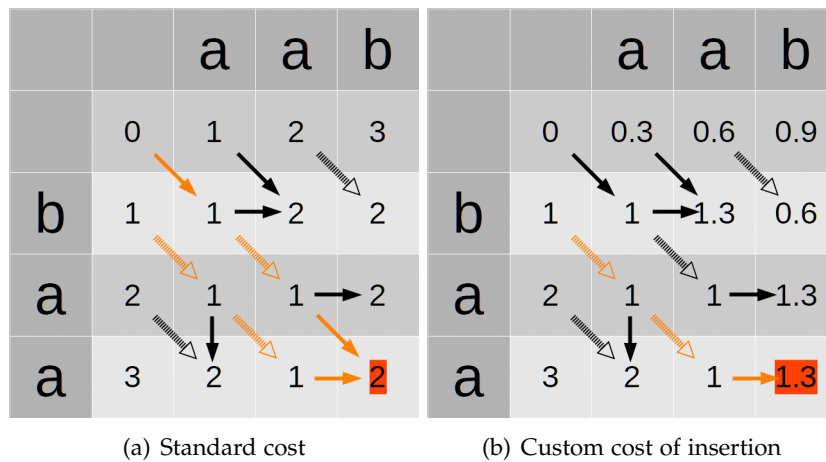 a a b
0 1 2 3
b 1 1 2 2
a 2 1 1 2
a 3 2 1 2
(a) Standard cost
a a b
0 0.3 0.6 0.9
b 1 1 1.3 0.6
a 2 1 1 1.3
a 3 2 1 1.3
(b) Custom cost of insertion